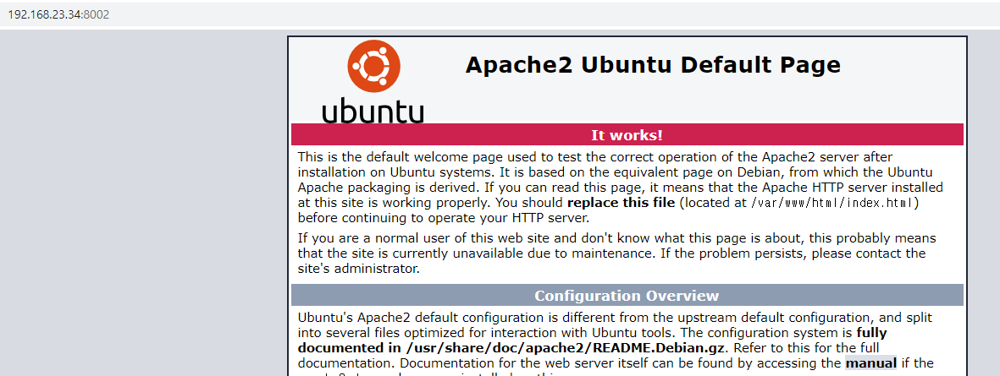 192.168.23.34:8002
Apache2 Ubuntu Default Page
ubuntu
It works!
This is the default welcome page used to test the correct operation of the Apache2 server after
installation on Ubuntu systems. It is based on the equivalent page on Debian, from which the Ubuntu
Apache packaging is derived. If you can read this page, it means that the Apache HTTP server installed
at this site is working properly. You should replace this file (located at /var/www/html/index.html)
before continuing to operate your HTTP server.
If you are a normal user of this web site and don't know what this page is about, this probably means
that the site is currently unavailable due to maintenance. If the problem persists, please contact the
site's administrator.
Configuration Overview
Ubuntu's Apache2 default configuration is different from the upstream default configuration, and split
into several files optimized for interaction with Ubuntu tools. The configuration system is fully
documented in /usr/share/doc/apache2/README.Debian.gz. Refer to this for the full
documentation. Documentation for the web server itself can be found by accessing the manual if the